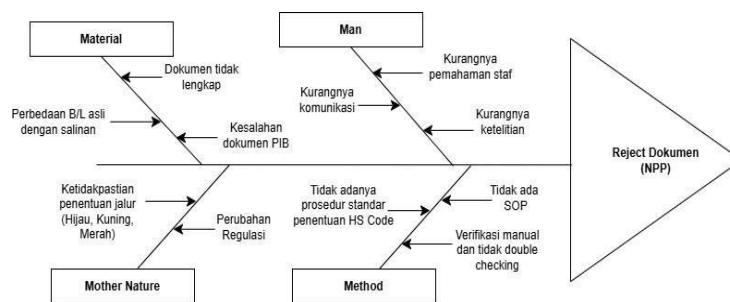 Material
Man
Dokumen tidak
lengkap
Perbedaan B/L asli
dengan salinan
Kesalahan
dokumen PIB
Kurangnya
pemahaman staf
Kurangnya
komunikasi
Kurangnya
ketelitian
Reject Dokumen
(NPP)
Ketidakpastian
penentuan jalur
(Hijau, Kuning,
Merah)
Perubahan
Regulasi
Tidak adanya
prosedur standar
penentuan HS Code
Tidak ada
SOP
Verifikasi manual
dan tidak double
checking
Mother Nature
Method